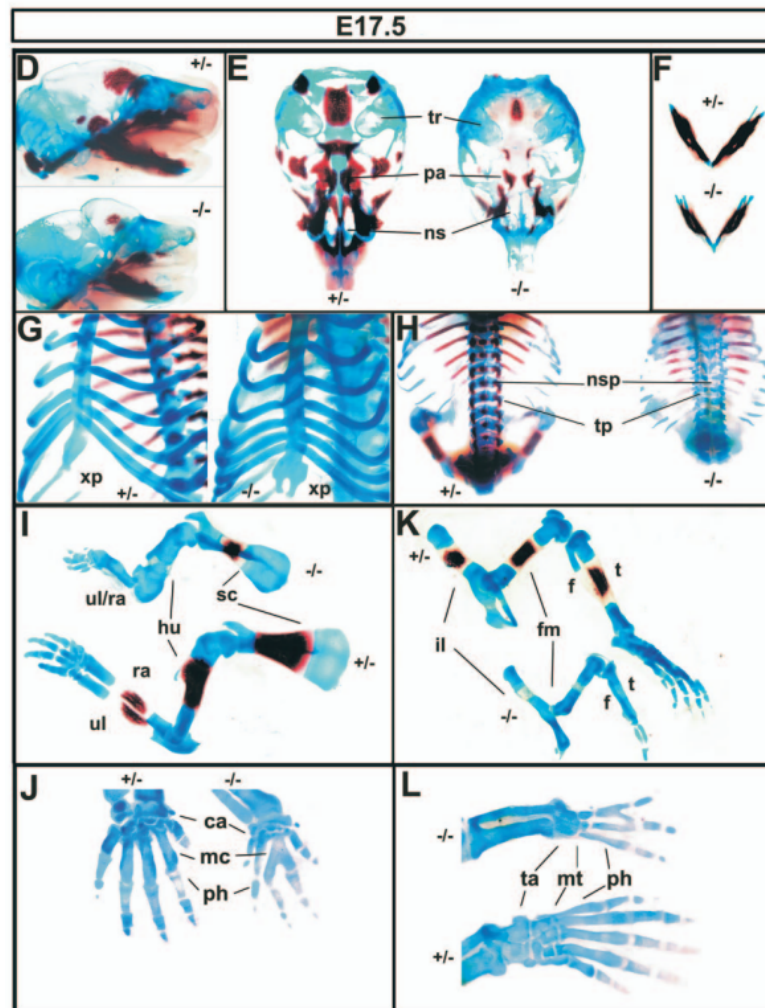 E17.5
D
+/-
-/-
E
tr
pa
ns
+/-
-/-
F
+/-
-/-
G
xp
+/-
-/-
xp
H
nsp
tp
+/-
-/-
I
ul/ra
hu
sc
-/-
ra
ul
+/-
K
+/-
il
fm
f
t
-/-
f
t
J
+/-
-/-
ca
mc
ph
L
-/-
ta
mt
ph
+/-